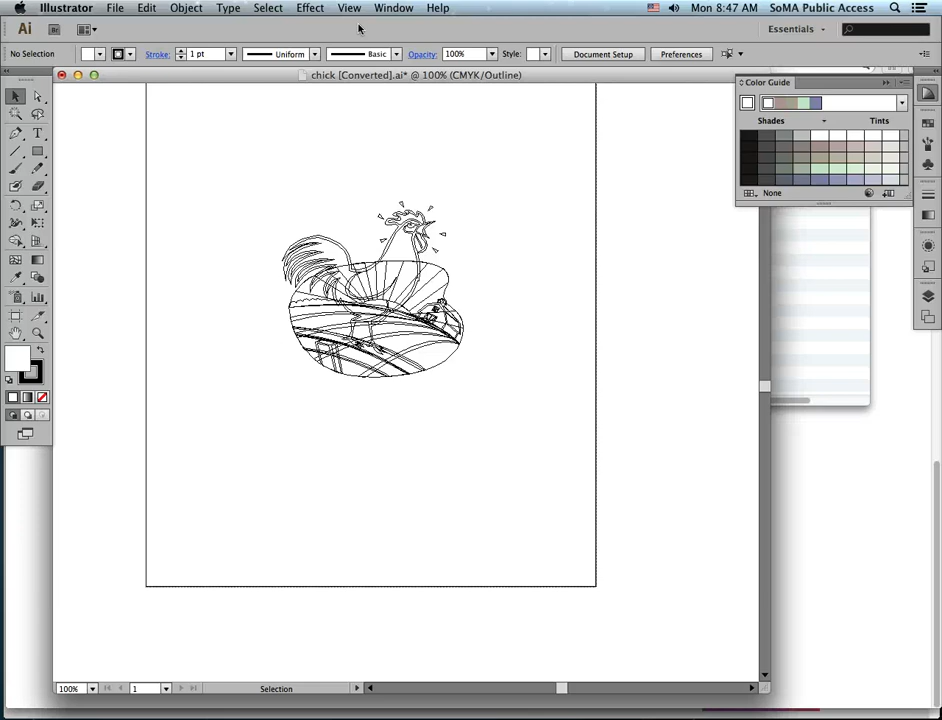 Illustrator File Edit Object Type Select Effect View Window Help Mon 8:47 AM SoMA Public Access
Ai Br Essentials
No Selection Stroke: 1 pt Uniform Basic Opacity: 100% Style: Document Setup Preferences
chick [Converted].ai* @ 100% (CMYK/Outline)
Color Guide
Shades Tints
None
T
100% 1 Selection